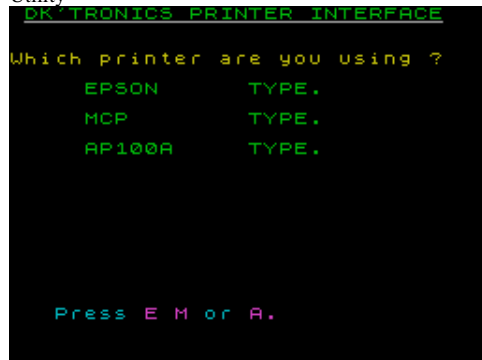 Utility
DK'TRONICS PRINTER INTERFACE
Which printer are you using ?
EPSON TYPE.
MCP TYPE.
AP100A TYPE.
Press E M or A.